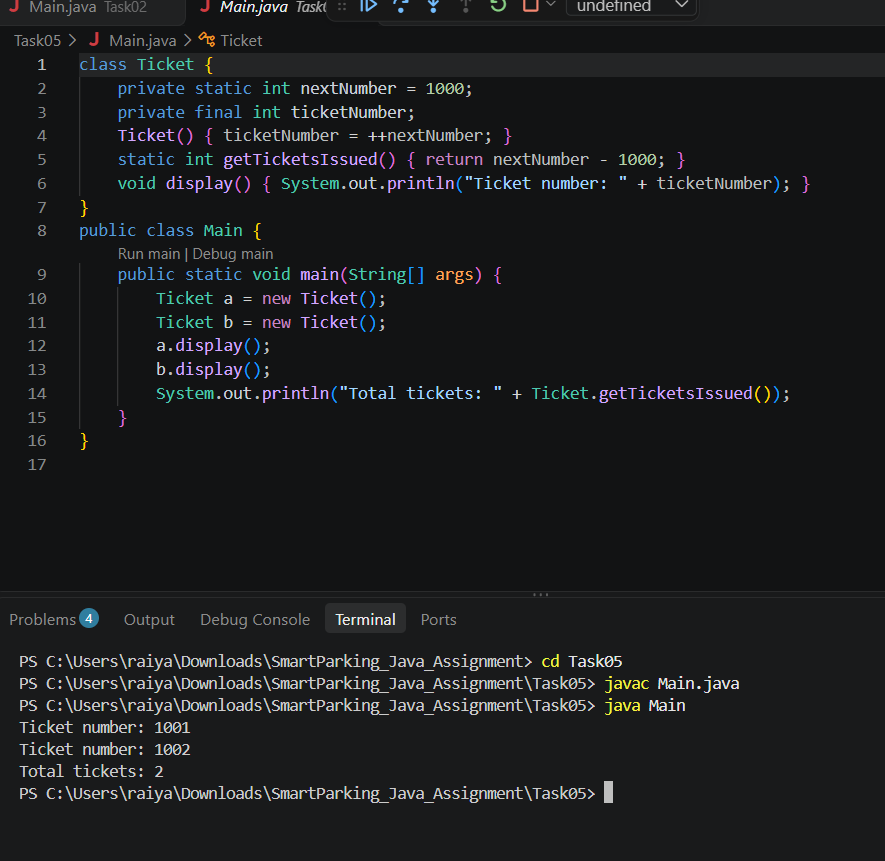 Main.java Task02
Main.java
undefined
Task05 > Main.java > Ticket
1 class Ticket {
2     private static int nextNumber = 1000;
3     private final int ticketNumber;
4     Ticket() { ticketNumber = ++nextNumber; }
5     static int getTicketsIssued() { return nextNumber - 1000; }
6     void display() { System.out.println("Ticket number: " + ticketNumber); }
7 }
8 public class Main {
Run main | Debug main
9     public static void main(String[] args) {
10         Ticket a = new Ticket();
11         Ticket b = new Ticket();
12         a.display();
13         b.display();
14         System.out.println("Total tickets: " + Ticket.getTicketsIssued());
15     }
16 }
17
Problems 4 Output Debug Console Terminal Ports
PS C:\Users\raiya\Downloads\SmartParking_Java_Assignment> cd Task05
PS C:\Users\raiya\Downloads\SmartParking_Java_Assignment\Task05> javac Main.java
PS C:\Users\raiya\Downloads\SmartParking_Java_Assignment\Task05> java Main
Ticket number: 1001
Ticket number: 1002
Total tickets: 2
PS C:\Users\raiya\Downloads\SmartParking_Java_Assignment\Task05>